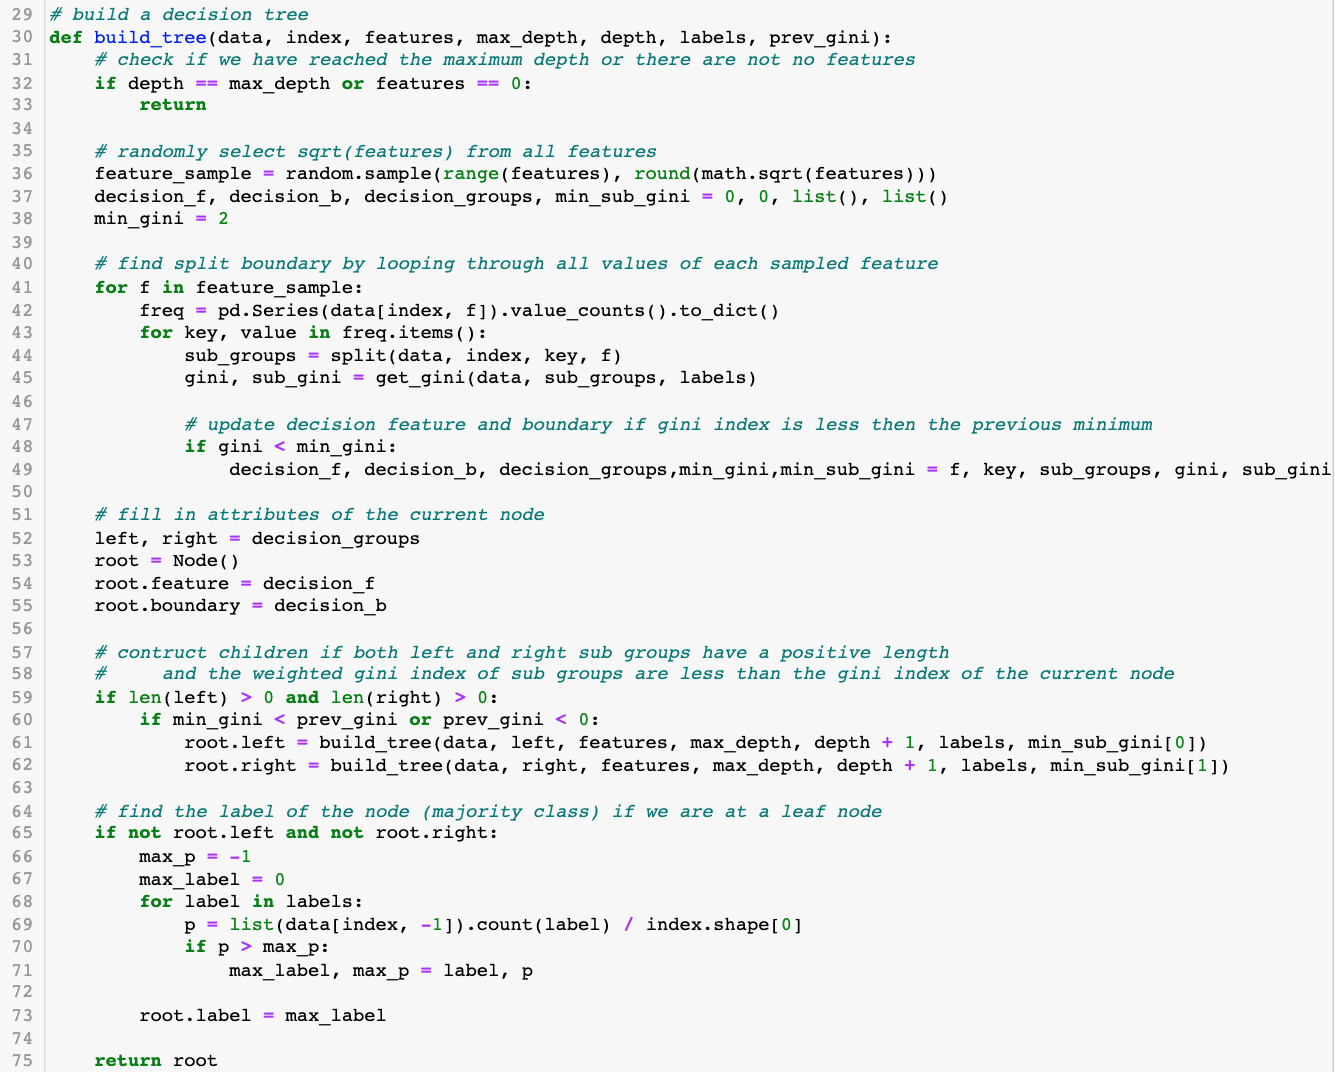 29 # build a decision tree
30 def build_tree(data, index, features, max_depth, depth, labels, prev_gini):
31     # check if we have reached the maximum depth or there are not no features
32     if depth == max_depth or features == 0:
33         return
34
35     # randomly select sqrt(features) from all features
36     feature_sample = random.sample(range(features), round(math.sqrt(features)))
37     decision_f, decision_b, decision_groups, min_sub_gini = 0, 0, list(), list()
38     min_gini = 2
39
40     # find split boundary by looping through all values of each sampled feature
41     for f in feature_sample:
42         freq = pd.Series(data[index, f]).value_counts().to_dict()
43         for key, value in freq.items():
44             sub_groups = split(data, index, key, f)
45             gini, sub_gini = get_gini(data, sub_groups, labels)
46
47             # update decision feature and boundary if gini index is less then the previous minimum
48             if gini < min_gini:
49                 decision_f, decision_b, decision_groups,min_gini,min_sub_gini = f, key, sub_groups, gini, sub_gini
50
51     # fill in attributes of the current node
52     left, right = decision_groups
53     root = Node()
54     root.feature = decision_f
55     root.boundary = decision_b
56
57     # contruct children if both left and right sub groups have a positive length
58     #     and the weighted gini index of sub groups are less than the gini index of the current node
59     if len(left) > 0 and len(right) > 0:
60         if min_gini < prev_gini or prev_gini < 0:
61             root.left = build_tree(data, left, features, max_depth, depth + 1, labels, min_sub_gini[0])
62             root.right = build_tree(data, right, features, max_depth, depth + 1, labels, min_sub_gini[1])
63
64     # find the label of the node (majority class) if we are at a leaf node
65     if not root.left and not root.right:
66         max_p = -1
67         max_label = 0
68         for label in labels:
69             p = list(data[index, -1]).count(label) / index.shape[0]
70             if p > max_p:
71                 max_label, max_p = label, p
72
73         root.label = max_label
74
75     return root